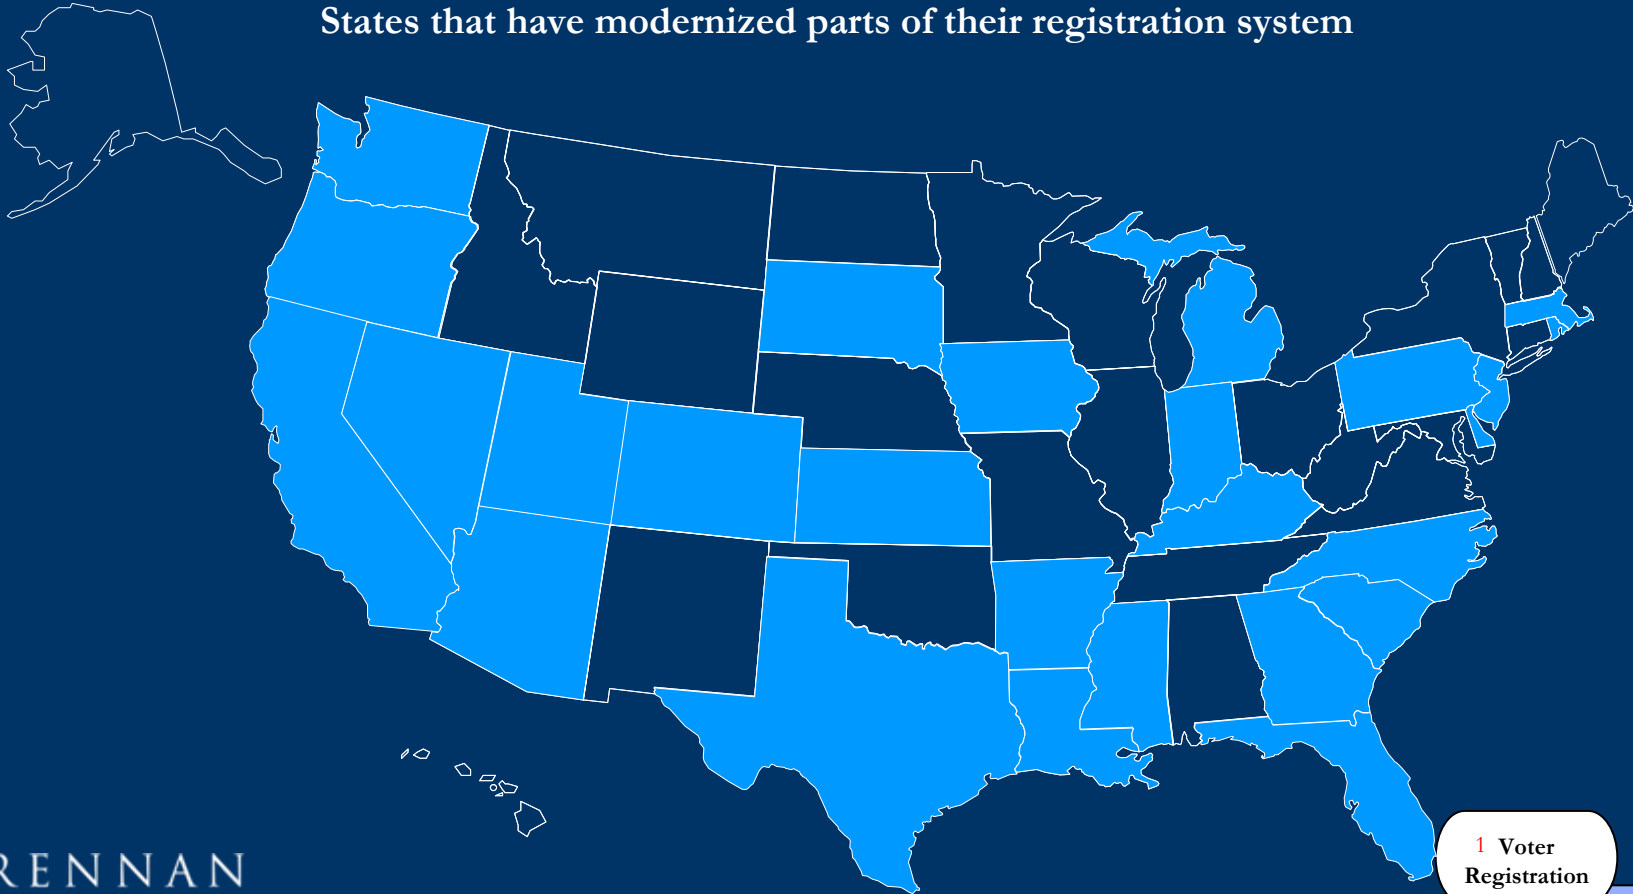 States that have modernized parts of their registration system
RENNAN
1 Voter
Registration